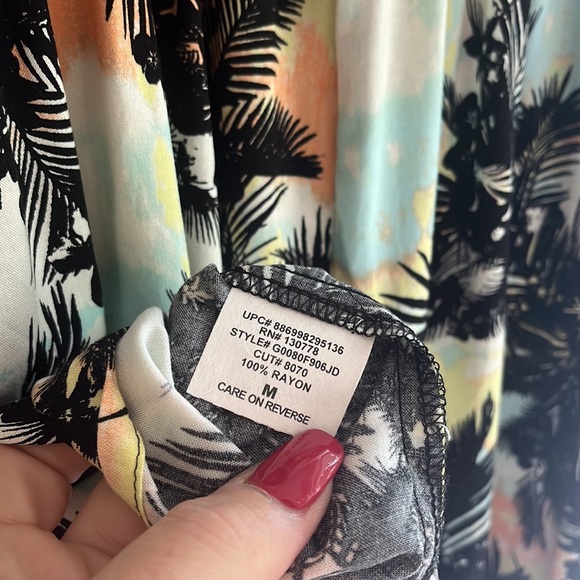 UPC# 886998295136
RN# 130778
STYLE# G0080F906JD
CUT# 8070
100% RAYON
M
CARE ON REVERSE